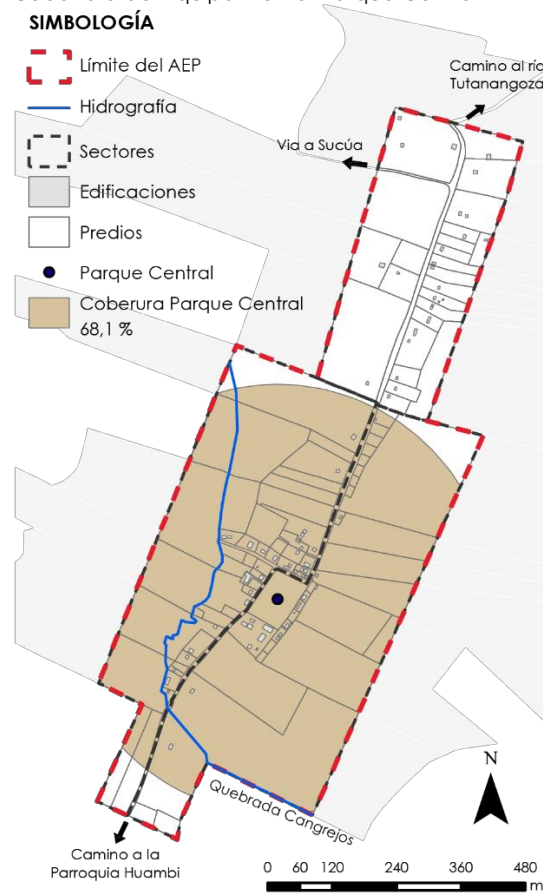 SIMBOLOGÍA
Límite del AEP
Hidrografía
Sectores
Edificaciones
Predios
Parque Central
Coberura Parque Central
68,1 %
Camino al río
Tutanangoza
Via a Sucúa
Quebrada Cangrejos
N
Camino a la
Parroquia Huambi
0 60 120 240 360 480
m